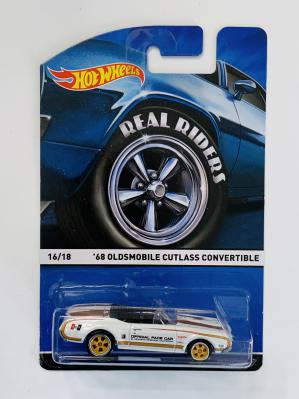 HOT WHEELS
REAL RIDERS
16/18 '68 OLDSMOBILE CUTLASS CONVERTIBLE
OFFICIAL PACE CAR